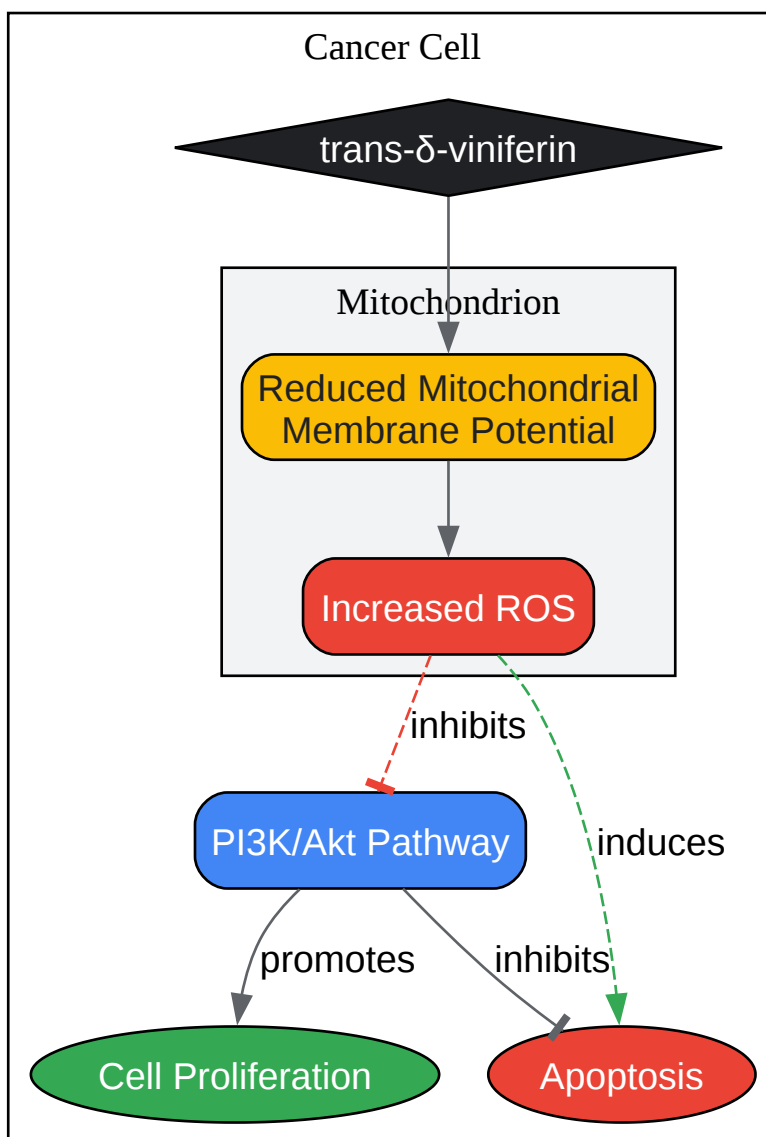 Cancer Cell
trans-δ-viniferin
Mitochondrion
Reduced Mitochondrial
Membrane Potential
Increased ROS
inhibits
PI3K/Akt Pathway
induces
promotes
inhibits
Cell Proliferation
Apoptosis